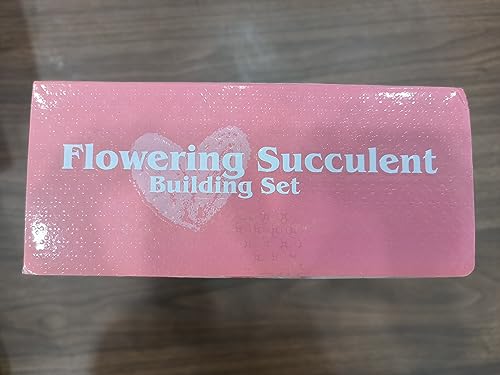 Flowering Succulent
Building Set